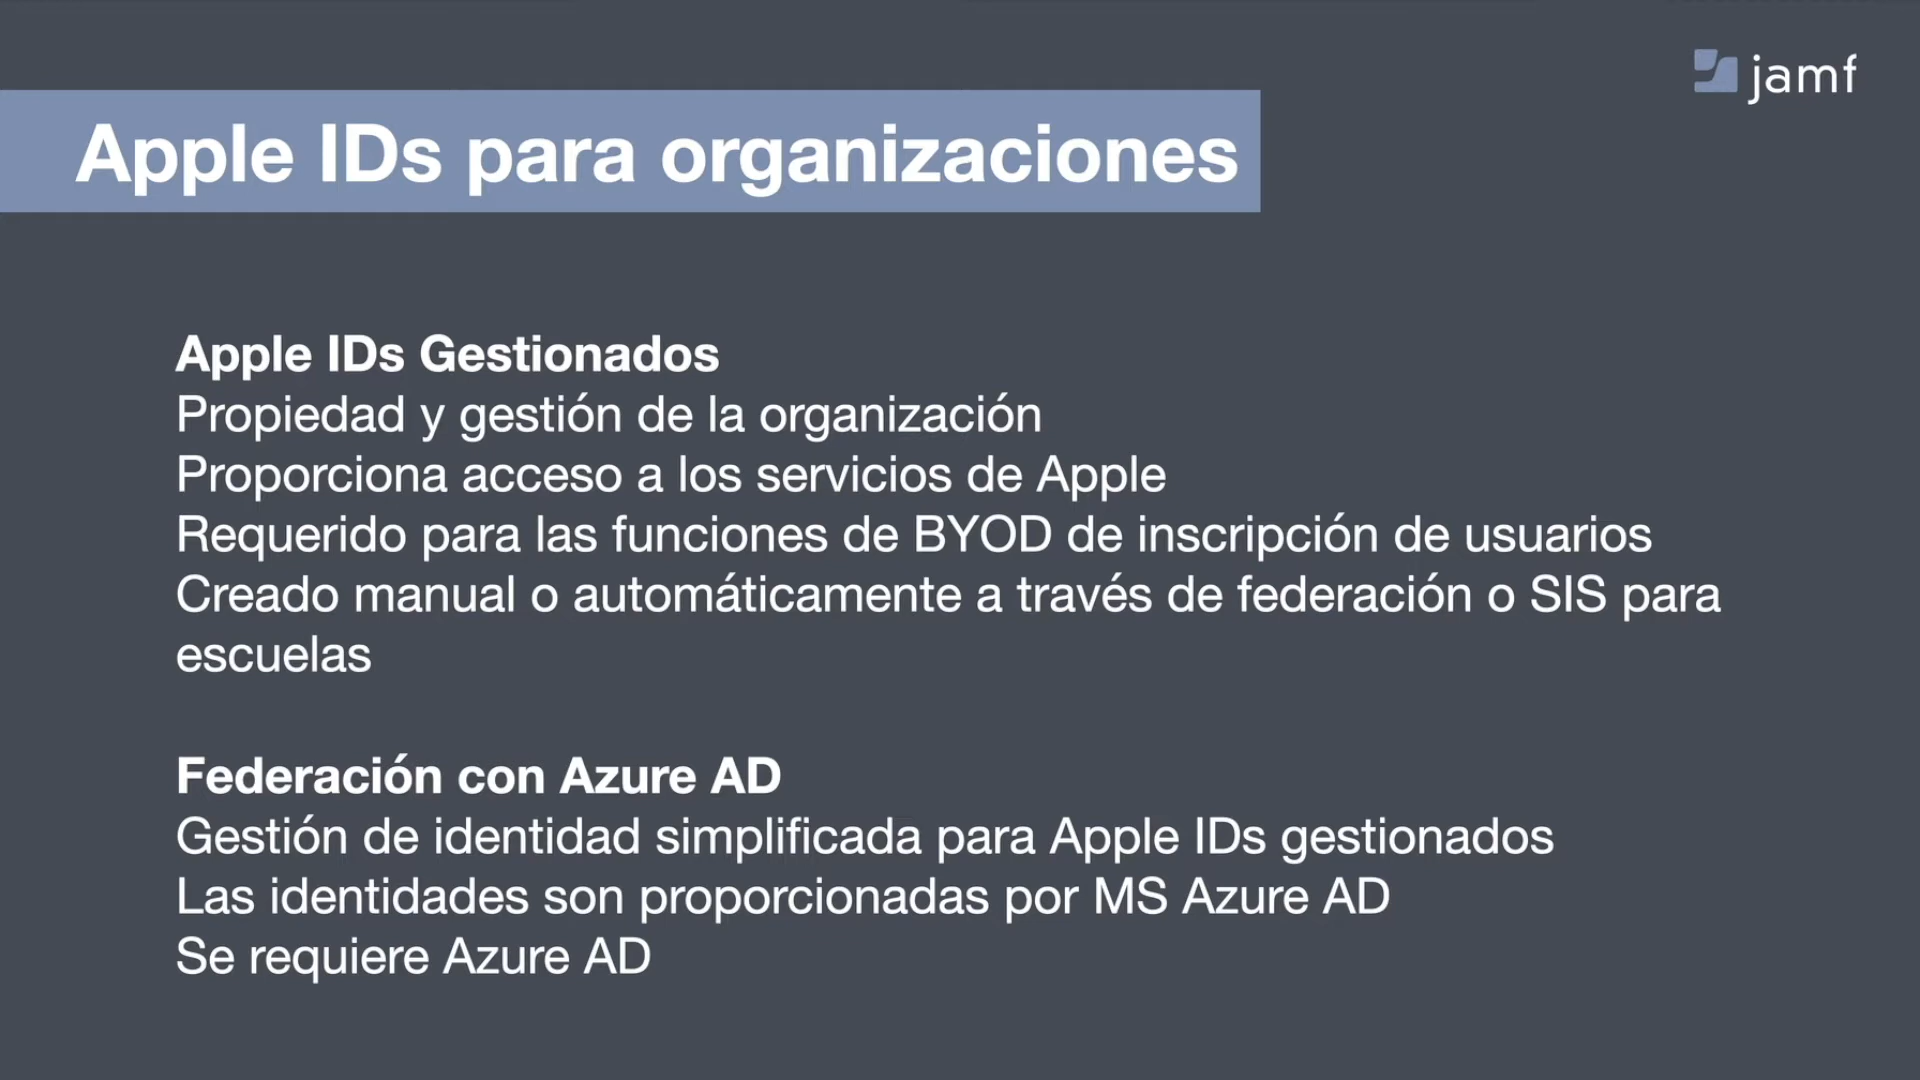 jamf
Apple IDs para organizaciones
Apple IDs Gestionados
Propiedad y gestión de la organización
Proporciona acceso a los servicios de Apple
Requerido para las funciones de BYOD de inscripción de usuarios
Creado manual o automáticamente a través de federación o SIS para
escuelas
Federación con Azure AD
Gestión de identidad simplificada para Apple IDs gestionados
Las identidades son proporcionadas por MS Azure AD
Se requiere Azure AD